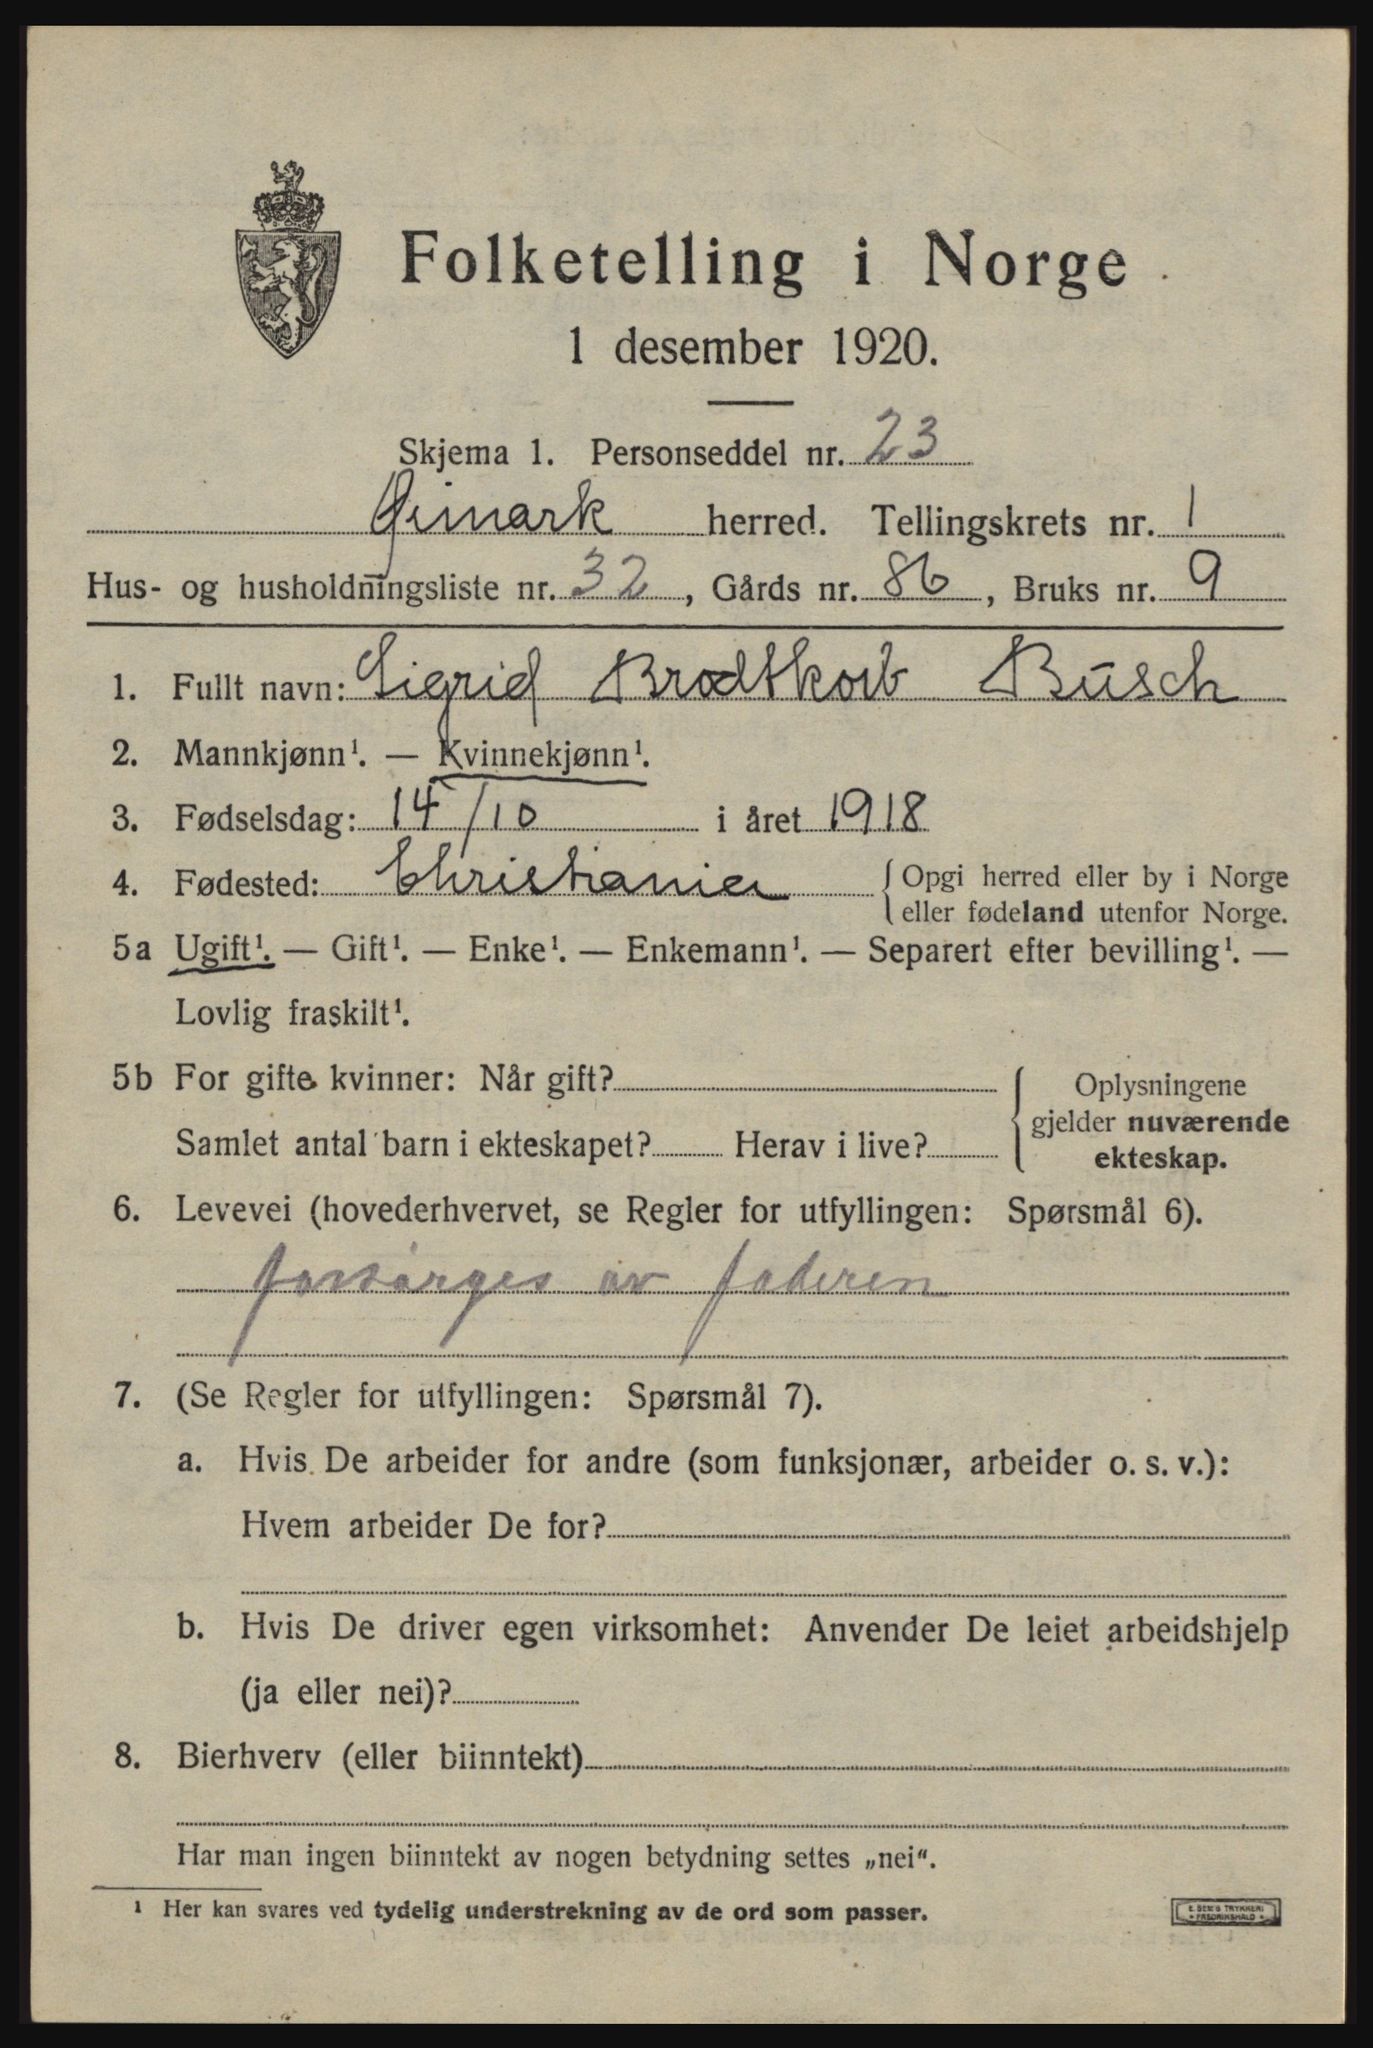 Folketelling i Norge
1 desember 1920.
Skjema 1. Personseddel nr. 23
Øimark herred. Tellingskrets nr. 1
Hus- og husholdningsliste nr. 32, Gårds nr. 86, Bruks nr. 9
1. Fullt navn: Sigrid Brodtkorb Busch
2. Mannkjønn¹. — Kvinnekjønn¹.
3. Fødselsdag: 14/10 i året 1918
4. Fødested: Christiania { Opgi herred eller by i Norge
eller fødeland utenfor Norge.
5a Ugift¹. — Gift¹. — Enke¹. — Enkemann¹. — Separert efter bevilling¹. —
Lovlig fraskilt¹.
5b For gifte kvinner: Når gift? { Oplysningene
gjelder nuværende
Samlet antal barn i ekteskapet? Herav i live? ekteskap.
6. Levevei (hovederhvervet, se Regler for utfyllingen: Spørsmål 6).
forsørges av faderen
7. (Se Regler for utfyllingen: Spørsmål 7).
a. Hvis De arbeider for andre (som funksjonær, arbeider o. s. v.):
Hvem arbeider De for?
b. Hvis De driver egen virksomhet: Anvender De leiet arbeidshjelp
(ja eller nei)?
8. Bierhverv (eller biinntekt)
Har man ingen biinntekt av nogen betydning settes „nei“.
¹ Her kan svares ved tydelig understrekning av de ord som passer.
E. SEM'S TRYKKERI
• FREDRIKSHALD •